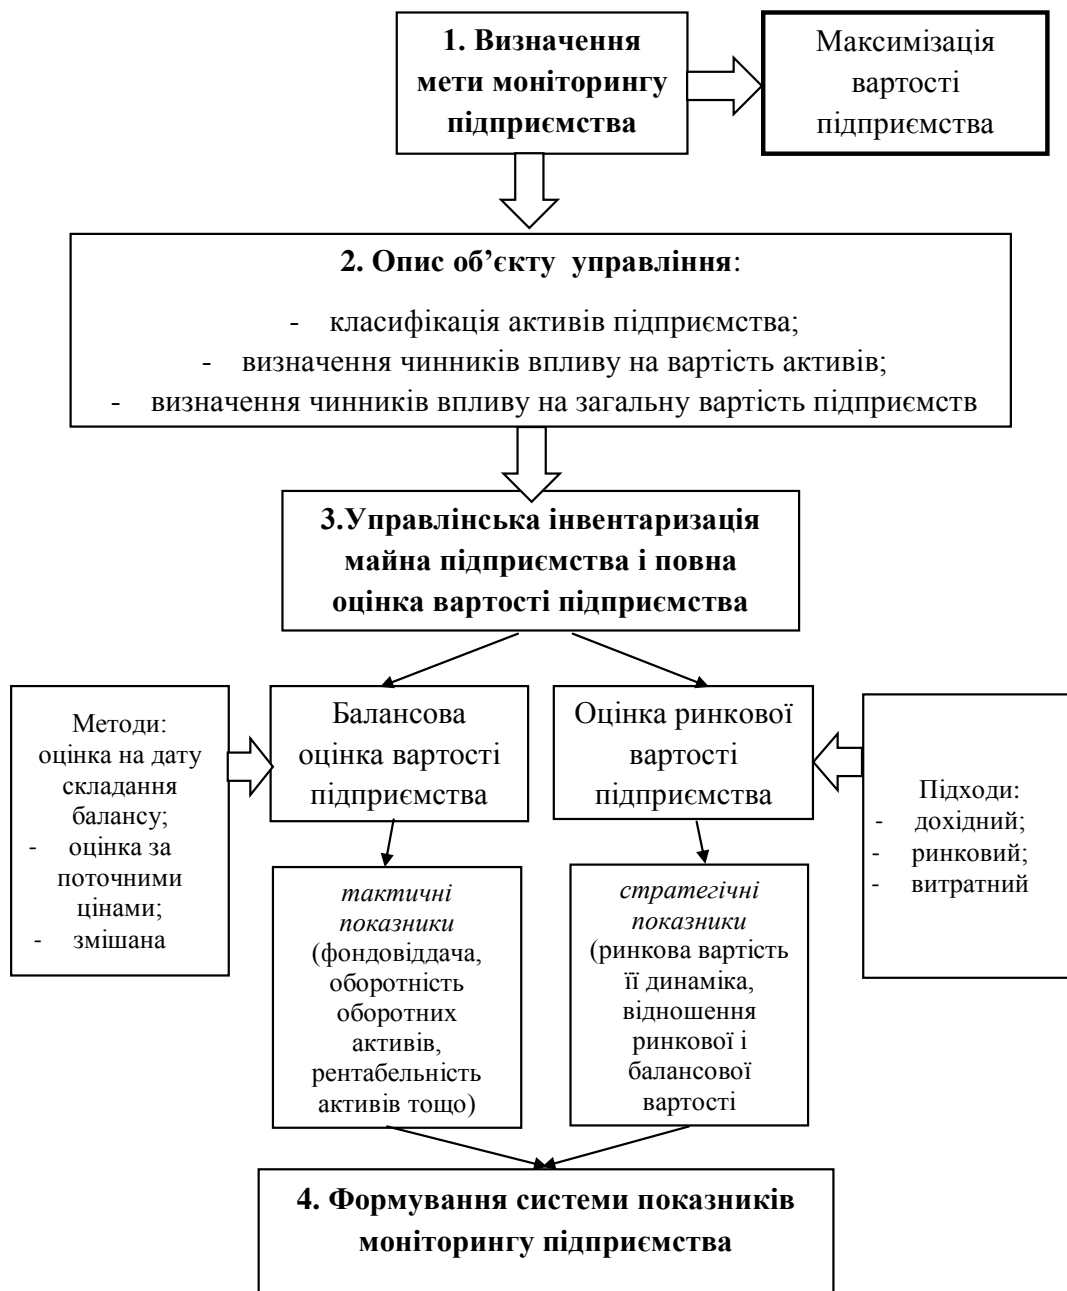 1. Визначення
мети моніторингу
підприємства
Максимізація
вартості
підприємства
2. Опис об’єкту управління:
- класифікація активів підприємства;
- визначення чинників впливу на вартість активів;
- визначення чинників впливу на загальну вартість підприємств
3.Управлінська інвентаризація
майна підприємства і повна
оцінка вартості підприємства
Методи:
оцінка на дату
складання
балансу;
- оцінка за
поточними
цінами;
- змішана
Балансова
оцінка вартості
підприємства
Оцінка ринкової
вартості
підприємства
Підходи:
- дохідний;
- ринковий;
- витратний
тактичні
показники
(фондовіддача,
оборотність
оборотних
активів,
рентабельність
активів тощо)
стратегічні
показники
(ринкова вартість
її динаміка,
відношення
ринкової і
балансової
вартості
4. Формування системи показників
моніторингу підприємства